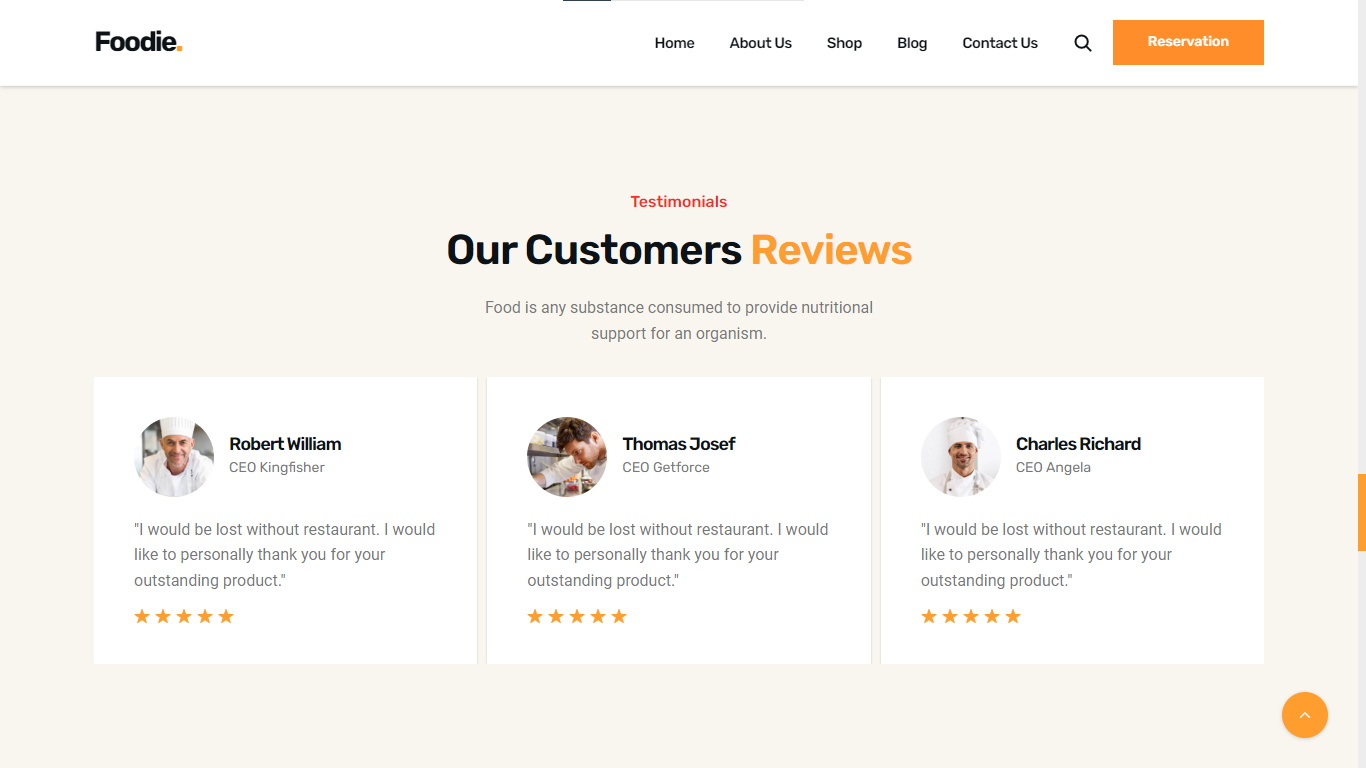 Foodie.
Home
About Us
Shop
Blog
Contact Us
Reservation
Testimonials
Our Customers Reviews
Food is any substance consumed to provide nutritional
support for an organism.
Robert William
CEO Kingfisher
"I would be lost without restaurant. I would
like to personally thank you for your
outstanding product."
Thomas Josef
CEO Getforce
"I would be lost without restaurant. I would
like to personally thank you for your
outstanding product."
Charles Richard
CEO Angela
"I would be lost without restaurant. I would
like to personally thank you for your
outstanding product."